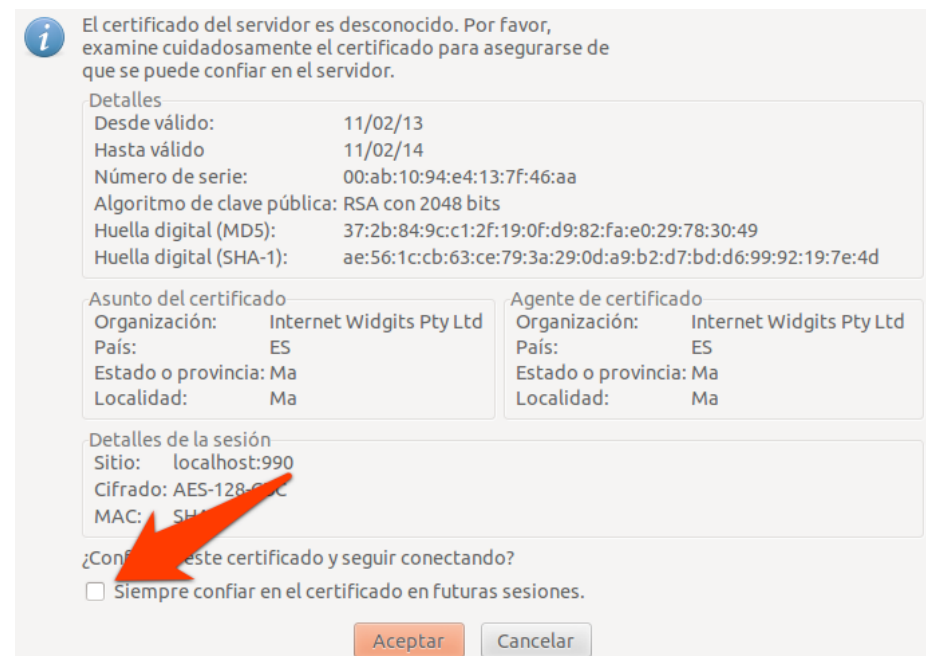 El certificado del servidor es desconocido. Por favor,
examine cuidadosamente el certificado para asegurarse de
que se puede confiar en el servidor.
Detalles
Desde válido: 11/02/13
Hasta válido 11/02/14
Número de serie: 00:ab:10:94:e4:13:7f:46:aa
Algoritmo de clave pública: RSA con 2048 bits
Huella digital (MD5): 37:2b:84:9c:c1:2f:19:0f:d9:82:fa:e0:29:78:30:49
Huella digital (SHA-1): ae:56:1c:cb:63:ce:79:3a:29:0d:a9:b2:d7:bd:d6:99:92:19:7e:4d
Asunto del certificado
Organización: Internet Widgits Pty Ltd
País: ES
Estado o provincia: Ma
Localidad: Ma
Agente de certificado
Organización: Internet Widgits Pty Ltd
País: ES
Estado o provincia: Ma
Localidad: Ma
Detalles de la sesión
Sitio: localhost:990
Cifrado: AES-128-
MAC:
este certificado y seguir conectando?
Siempre confiar en el certificado en futuras sesiones.
Aceptar Cancelar